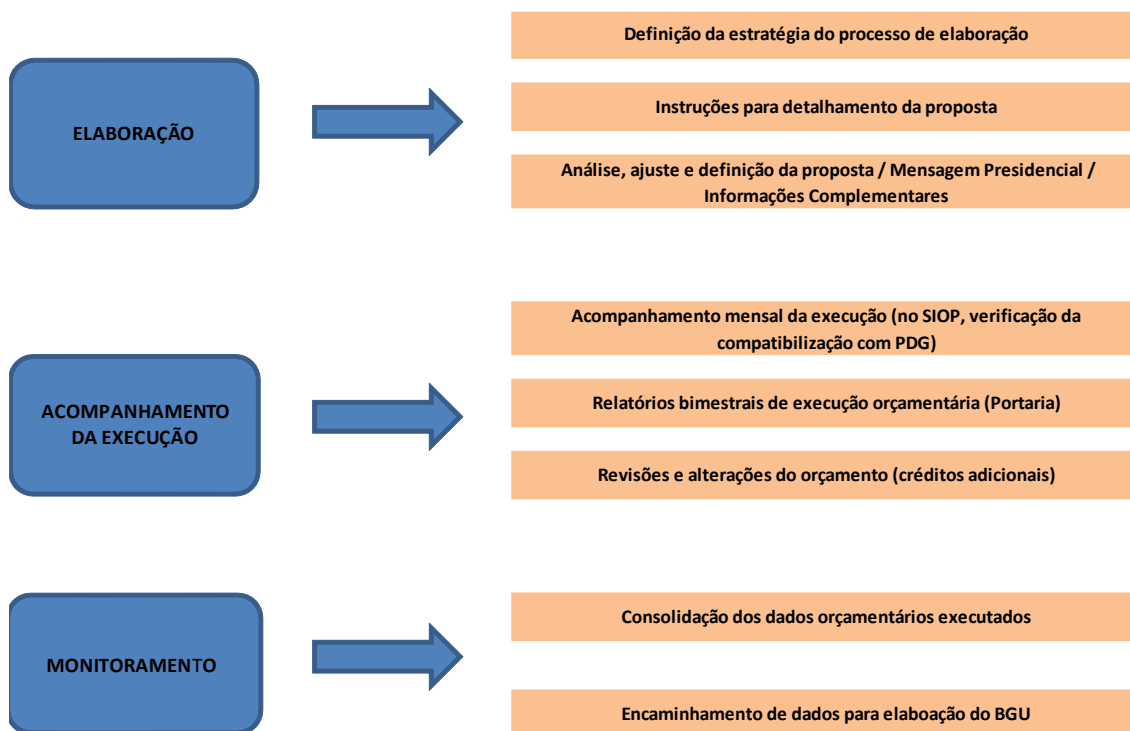 Definição da estratégia do processo de elaboração
ELABORAÇÃO
Instruções para detalhamento da proposta
Análise, ajuste e definição da proposta / Mensagem Presidencial /
Informações Complementares
Acompanhamento mensal da execução (no SIOP, verificação da
compatibilização com PDG)
ACOMPANHAMENTO
DA EXECUÇÃO
Relatórios bimestrais de execução orçamentária (Portaria)
Revisões e alterações do orçamento (créditos adicionais)
Consolidação dos dados orçamentários executados
MONITORAMENTO
Encaminhamento de dados para elaboação do BGU